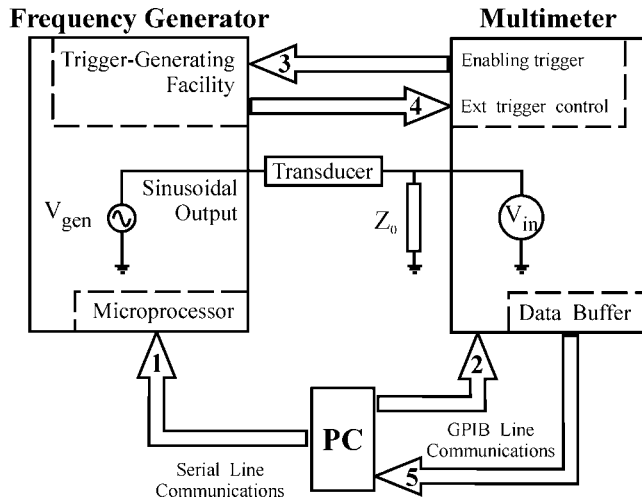 Frequency Generator
Multimeter
Trigger-Generating
Facility
3
Enabling trigger
4
Ext trigger control
Transducer
Sinusoidal
Output
V gen
Z₀
V in
Microprocessor
Data Buffer
1
2
PC
GPIB Line
Communications
Serial Line
Communications
5